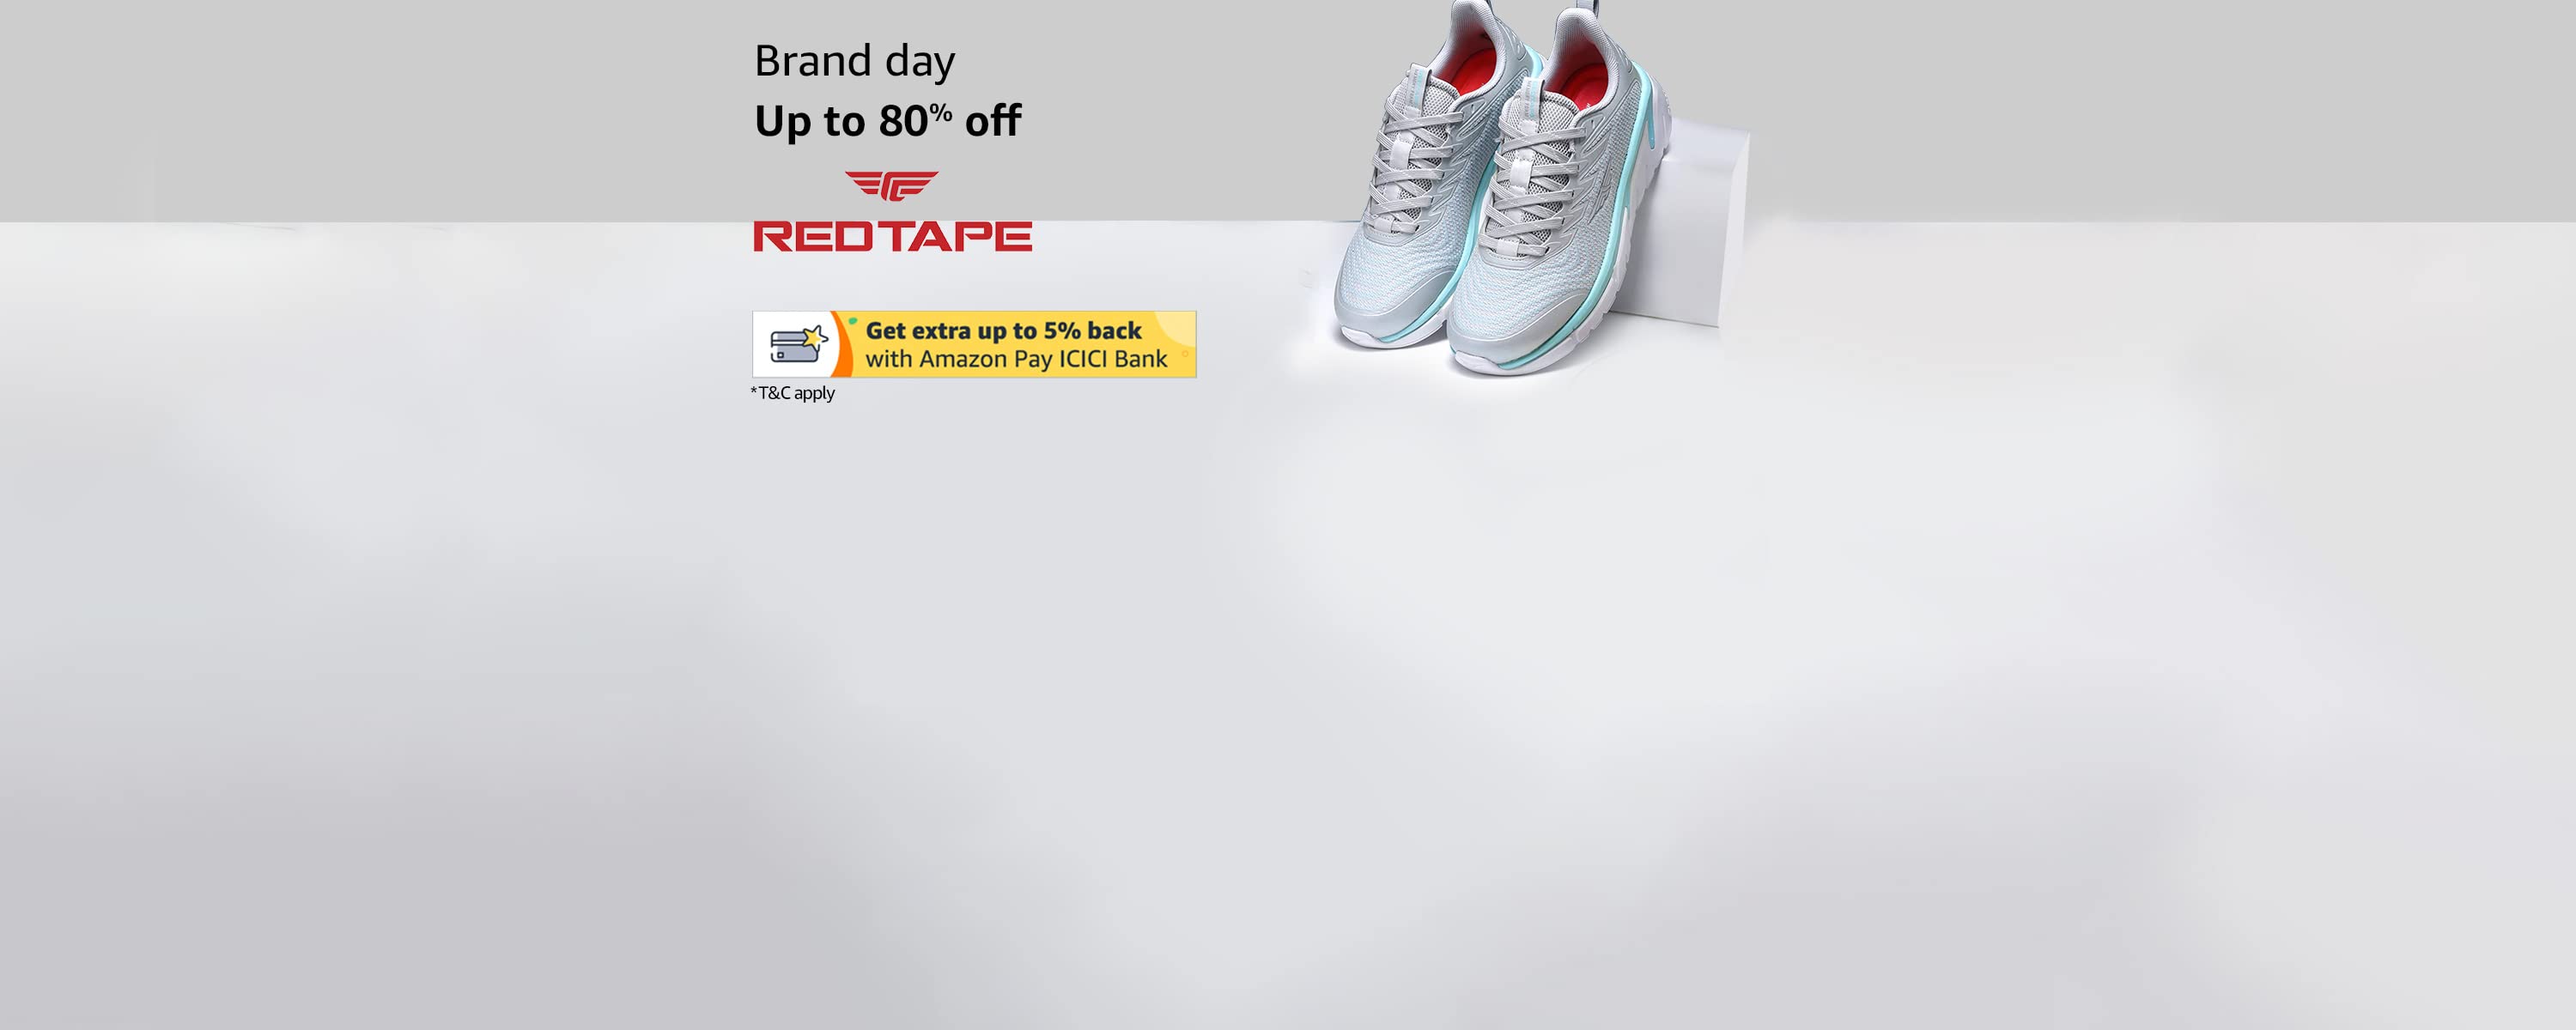 Brand day
Up to 80% off
REDTAPE
Get extra up to 5% back
with Amazon Pay ICICI Bank
*T&C apply